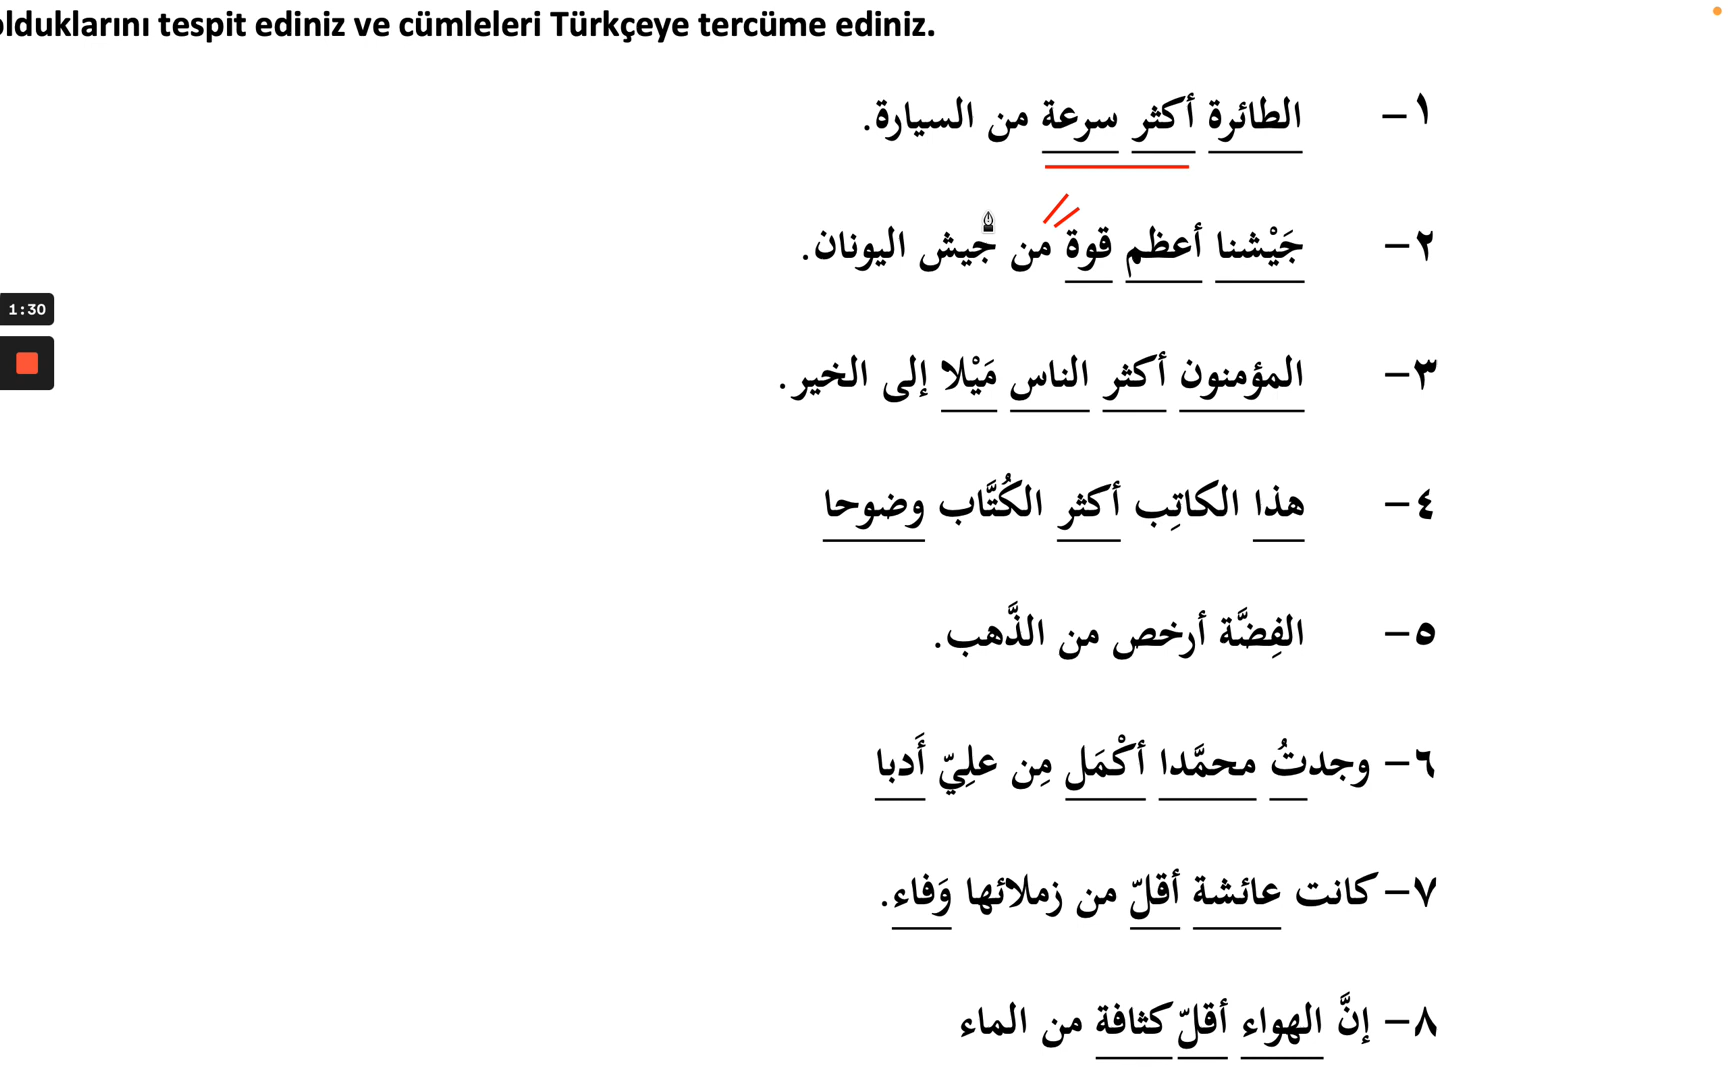 olduklarını tespit ediniz ve cümleleri Türkçeye tercüme ediniz.
١- الطائرة أكثر سرعة من السيارة.
٢- جَيْشنا أعظم قوة من جيش اليونان.
1:30
٣- المؤمنون أكثر الناس مَيْلا إلى الخير.
٤- هذا الكاتِب أكثر الكُتَّاب وضوحا
٥- الفِضَّة أرخص من الذَّهب.
٦- وجدتُ محمَّدا أكْمَل مِن علِيّ أَدبا
٧- كانت عائشة أقلّ من زملائها وَفاء.
٨- إنَّ الهواء أقلّ كثافة من الماء